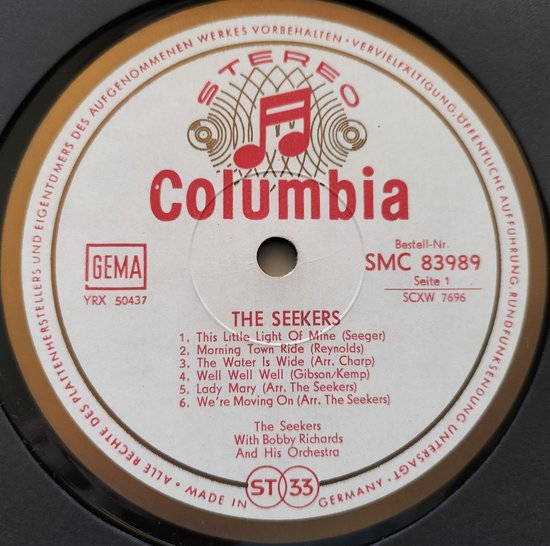 ALLE RECHTE DES PLATTENHERSTELLERS UND EIGENTÜMERS DES AUFGENOMMENEN WERKES VORBEHALTEN • VERVIELFÄLTIGUNG, ÖFFENTLICHE AUFFÜHRUNG, RUNDFUNKSENDUNG UNTERSAGT •
STEREO
Columbia
GEMA
YRX 50437
Bestell-Nr.
SMC 83989
Seite 1
SCXW 7696
THE SEEKERS
1. This Little Light Of Mine (Seeger)
2. Morning Town Ride (Reynolds)
3. The Water Is Wide (Arr. Charp)
4. Well Well Well (Gibson/Kemp)
5. Lady Mary (Arr. The Seekers)
6. We're Moving On (Arr. The Seekers)
The Seekers
With Bobby Richards
And His Orchestra
MADE IN GERMANY
ST 33